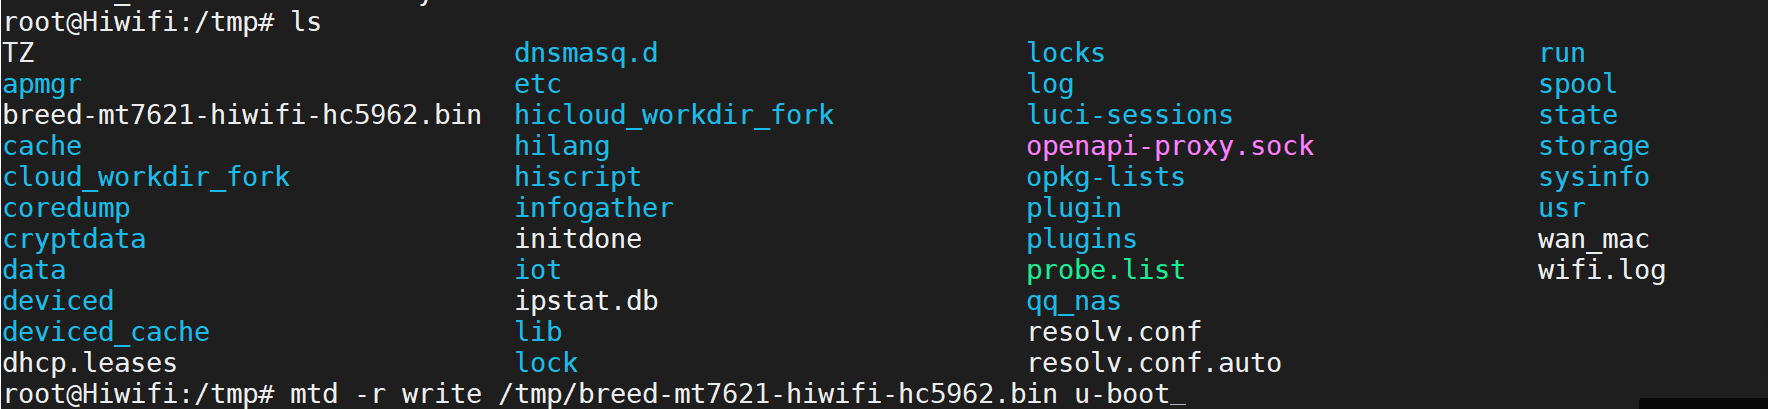 root@Hiwifi:/tmp# ls
TZ dnsmasq.d locks run
apmgr etc log spool
breed-mt7621-hiwifi-hc5962.bin hicloud_workdir_fork luci-sessions state
cache hilang openapi-proxy.sock storage
cloud_workdir_fork hiscript opkg-lists sysinfo
coredump infogather plugin usr
cryptdata initdone plugins wan_mac
data iot probe.list wifi.log
deviced ipstat.db qq_nas
deviced_cache lib resolv.conf
dhcp.leases lock resolv.conf.auto
root@Hiwifi:/tmp# mtd -r write /tmp/breed-mt7621-hiwifi-hc5962.bin u-boot_